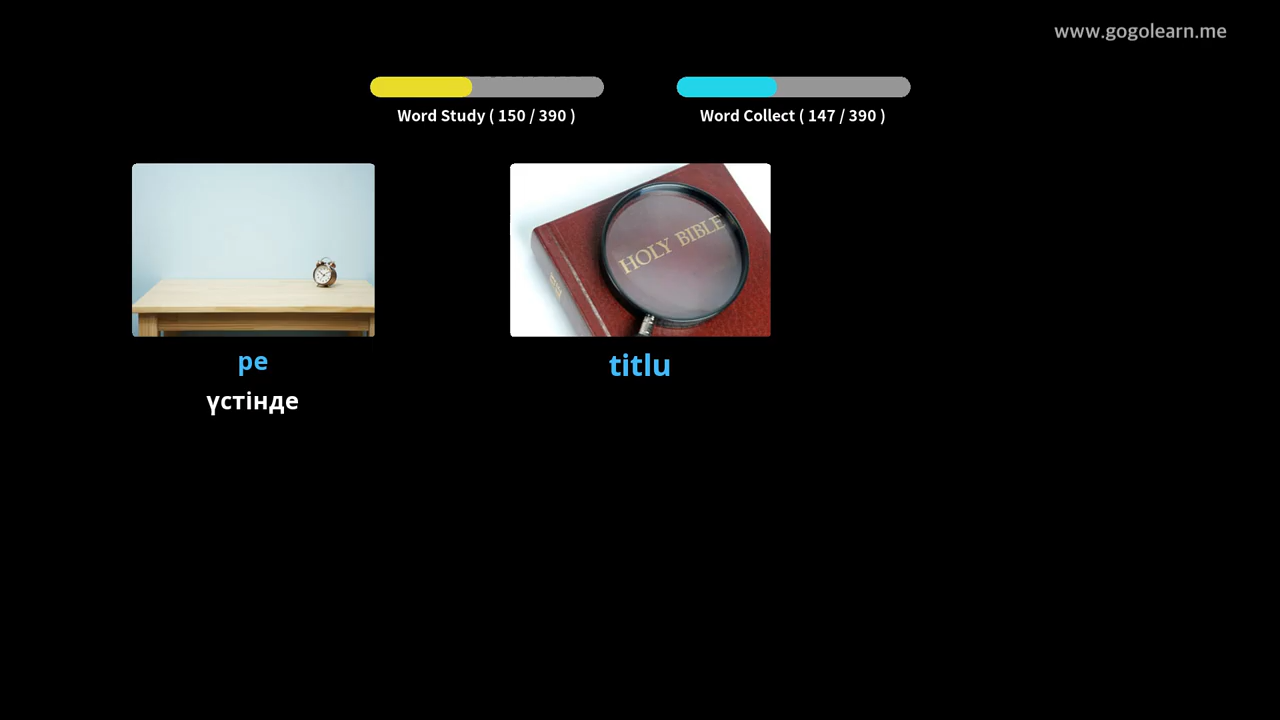 www.gogolearn.me
Word Study ( 150 / 390 )
Word Collect ( 147 / 390 )
HOLY BIBLE
pe
үстінде
titlu